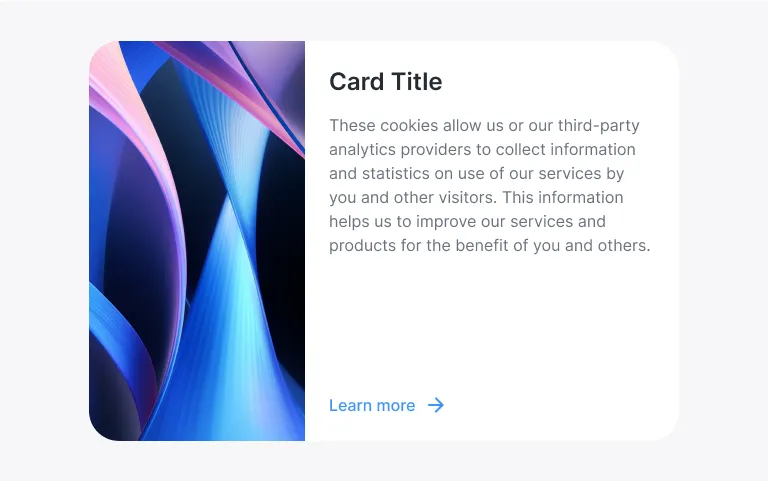 Card Title
These cookies allow us or our third-party
analytics providers to collect information
and statistics on use of our services by
you and other visitors. This information
helps us to improve our services and
products for the benefit of you and others.
Learn more